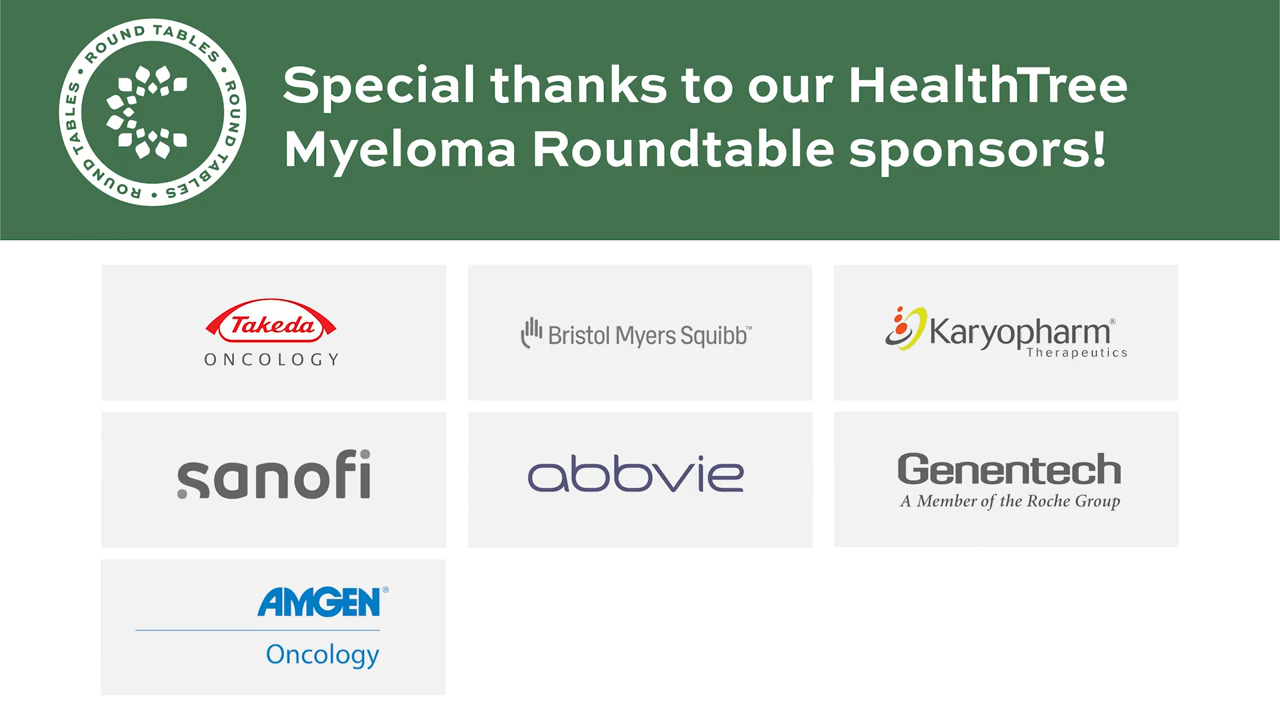 ROUND TABLES • ROUND TABLES • ROUND TABLES •
Special thanks to our HealthTree
Myeloma Roundtable sponsors!
Takeda
ONCOLOGY
Bristol Myers Squibb™
Karyopharm®
Therapeutics
sanofi
abbvie
Genentech
A Member of the Roche Group
AMGEN®
Oncology